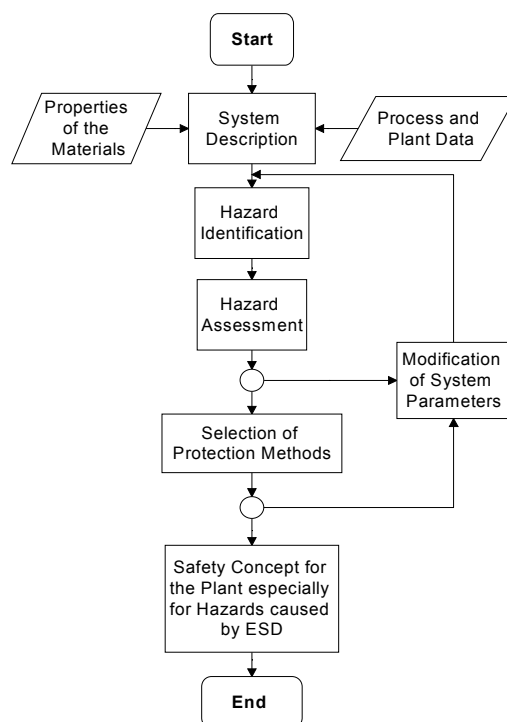 Start
Properties
of the
Materials
System
Description
Process and
Plant Data
Hazard
Identification
Hazard
Assessment
Modification
of System
Parameters
Selection of
Protection Methods
Safety Concept for
the Plant especially
for Hazards caused
by ESD
End